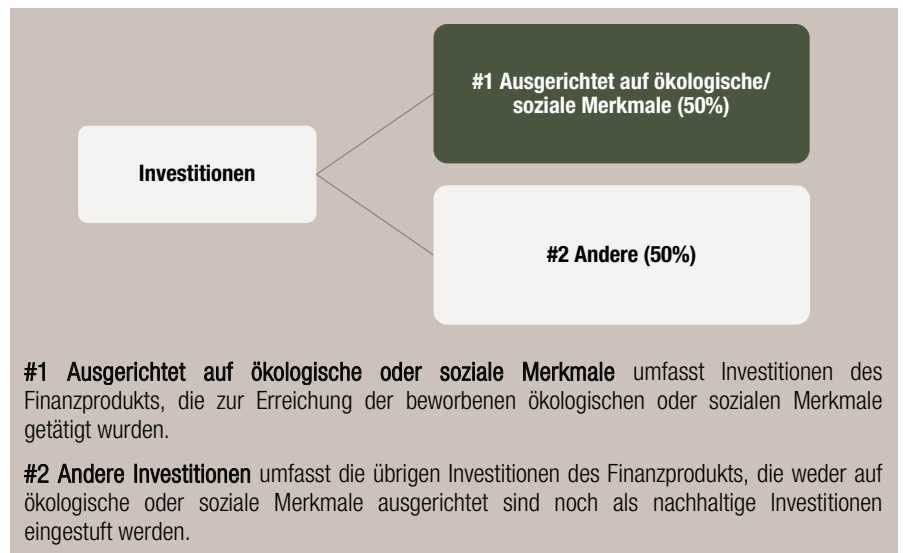 #1 Ausgerichtet auf ökologische/
soziale Merkmale (50%)
Investitionen
#2 Andere (50%)
#1 Ausgerichtet auf ökologische oder soziale Merkmale umfasst Investitionen des
Finanzprodukts, die zur Erreichung der beworbenen ökologischen oder sozialen Merkmale
getätigt wurden.
#2 Andere Investitionen umfasst die übrigen Investitionen des Finanzprodukts, die weder auf
ökologische oder soziale Merkmale ausgerichtet sind noch als nachhaltige Investitionen
eingestuft werden.